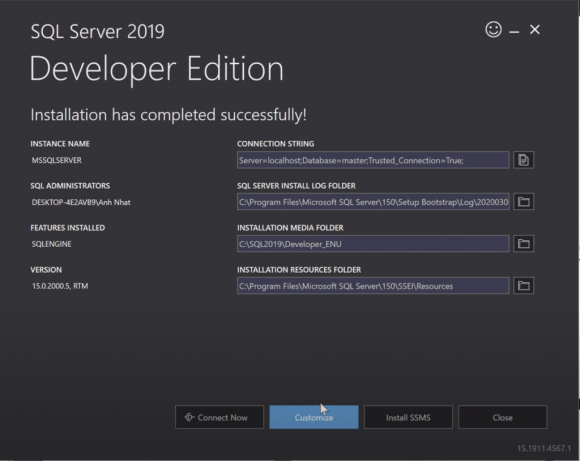 SQL Server 2019
Developer Edition
Installation has completed successfully!
INSTANCE NAME
MSSQLSERVER
CONNECTION STRING
Server=localhost;Database=master;Trusted_Connection=True;
SQL ADMINISTRATORS
DESKTOP-4E2AVB9\Anh Nhat
SQL SERVER INSTALL LOG FOLDER
C:\Program Files\Microsoft SQL Server\150\Setup Bootstrap\Log\2020030
FEATURES INSTALLED
SQLENGINE
INSTALLATION MEDIA FOLDER
C:\SQL2019\Developer_ENU
VERSION
15.0.2000.5, RTM
INSTALLATION RESOURCES FOLDER
C:\Program Files\Microsoft SQL Server\150\SSEI\Resources
Connect Now
Customize
Install SSMS
Close
15.1911.4567.1